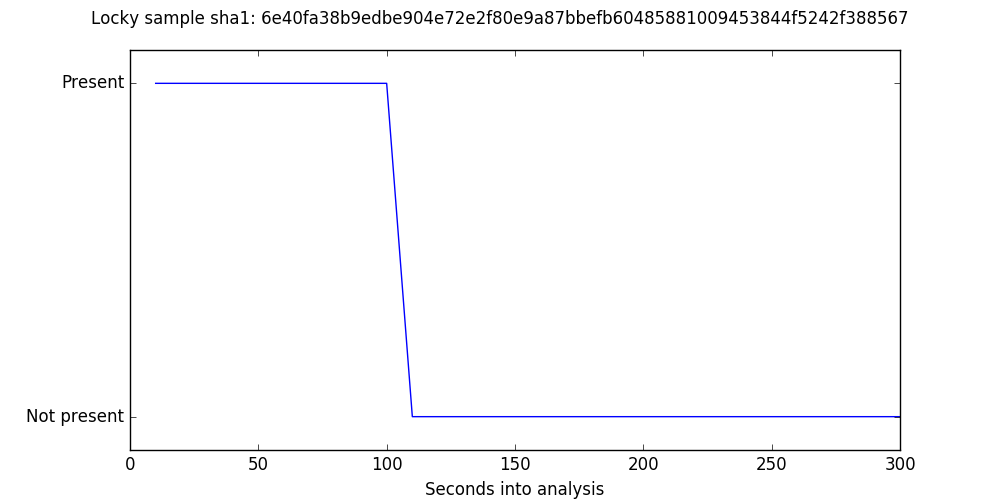 Locky sample sha1: 6e40fa38b9edbe904e72e2f80e9a87bbefb60485881009453844f5242f388567
Present
Not present
0 50 100 150 200 250 300
Seconds into analysis